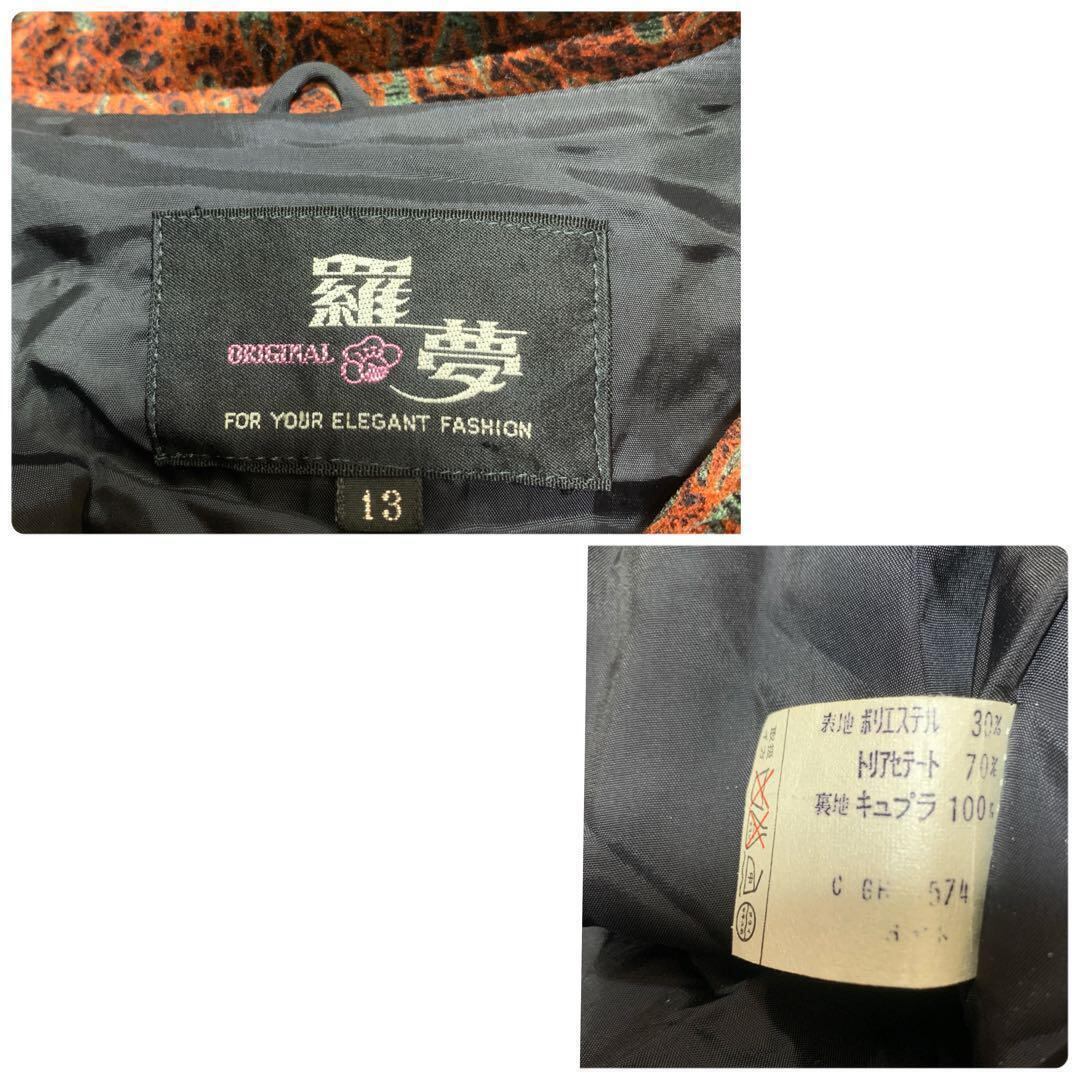 羅夢
ORIGINAL
FOR YOUR ELEGANT FASHION
13
表地 ポリエステル 30%
トリアセテート 70%
裏地 キュプラ 100%
574